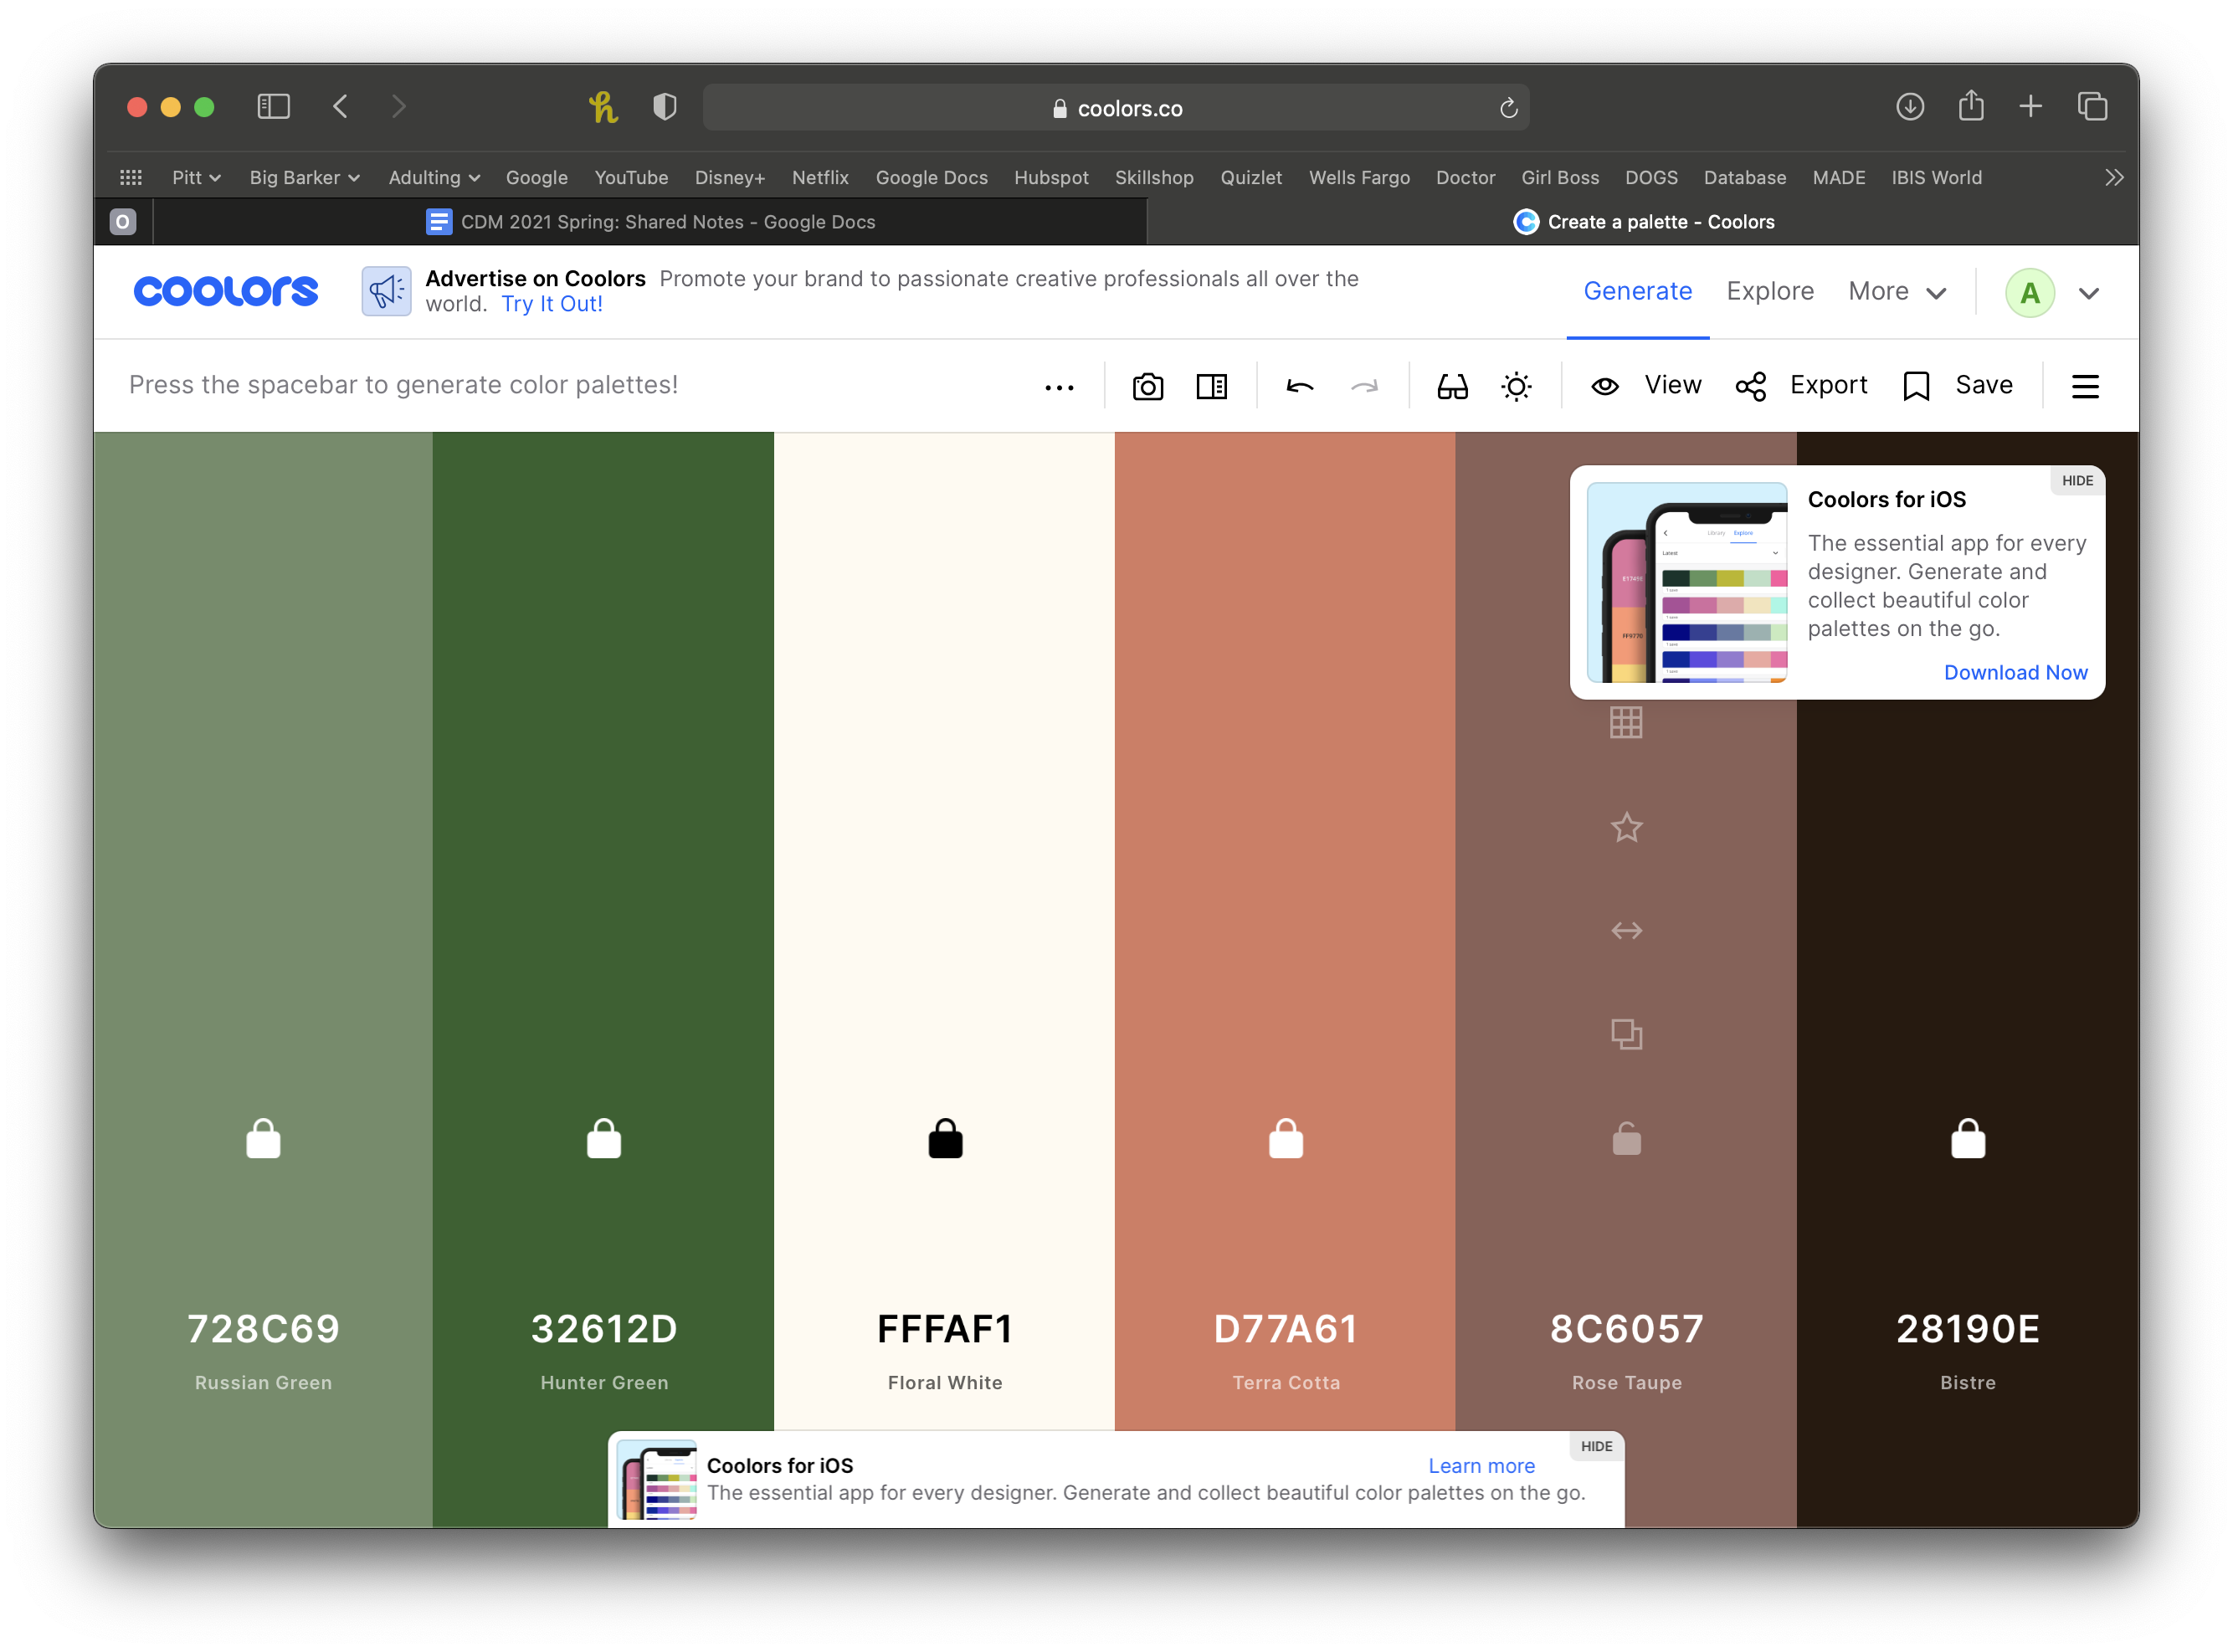 coolors.co
Pitt Big Barker Adulting Google YouTube Disney+ Netflix Google Docs Hubspot Skillshop Quizlet Wells Fargo Doctor Girl Boss DOGS Database MADE IBIS World
O CDM 2021 Spring: Shared Notes - Google Docs Create a palette - Coolors
coolors
Advertise on Coolors Promote your brand to passionate creative professionals all over the
world. Try It Out!
Generate Explore More A
Press the spacebar to generate color palettes!
View Export Save
HIDE
Coolors for iOS
The essential app for every
designer. Generate and
collect beautiful color
palettes on the go.
Download Now
Library Explore
Latest
E1741E
FF9770
728C69 32612D FFFAF1 D77A61 8C6057 28190E
Russian Green Hunter Green Floral White Terra Cotta Rose Taupe Bistre
HIDE
Coolors for iOS Learn more
The essential app for every designer. Generate and collect beautiful color palettes on the go.